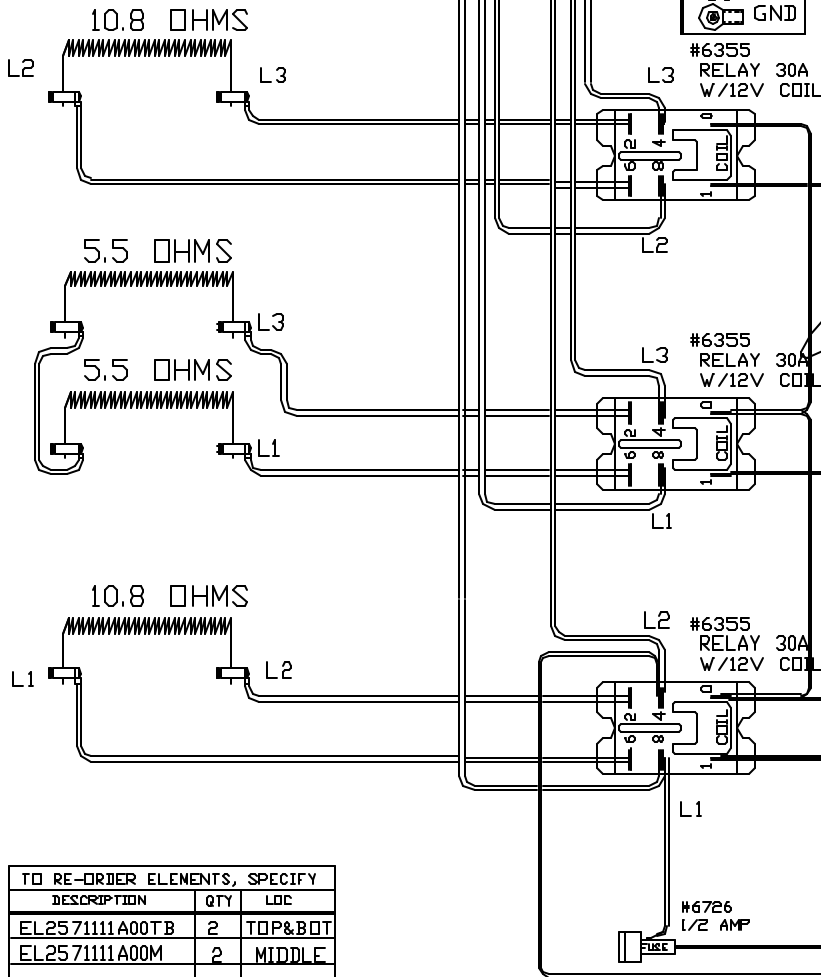 10.8 OHMS
GND
L2
L3
L3
#6355
RELAY 30A
W/12V COIL
2
4
0
6
8
COIL
1
L2
5.5 OHMS
L3
L3
#6355
RELAY 30A
W/12V COIL
5.5 OHMS
2
4
0
6
8
COIL
1
L1
L1
10.8 OHMS
L2
#6355
RELAY 30A
W/12V COIL
L1
L2
2
4
0
6
8
COIL
1
L1
TO RE-ORDER ELEMENTS, SPECIFY
DESCRIPTION QTY LOC
EL2571111A00TB 2 TOP&BOT
EL2571111A00M 2 MIDDLE
#6726
1/2 AMP
FUSE